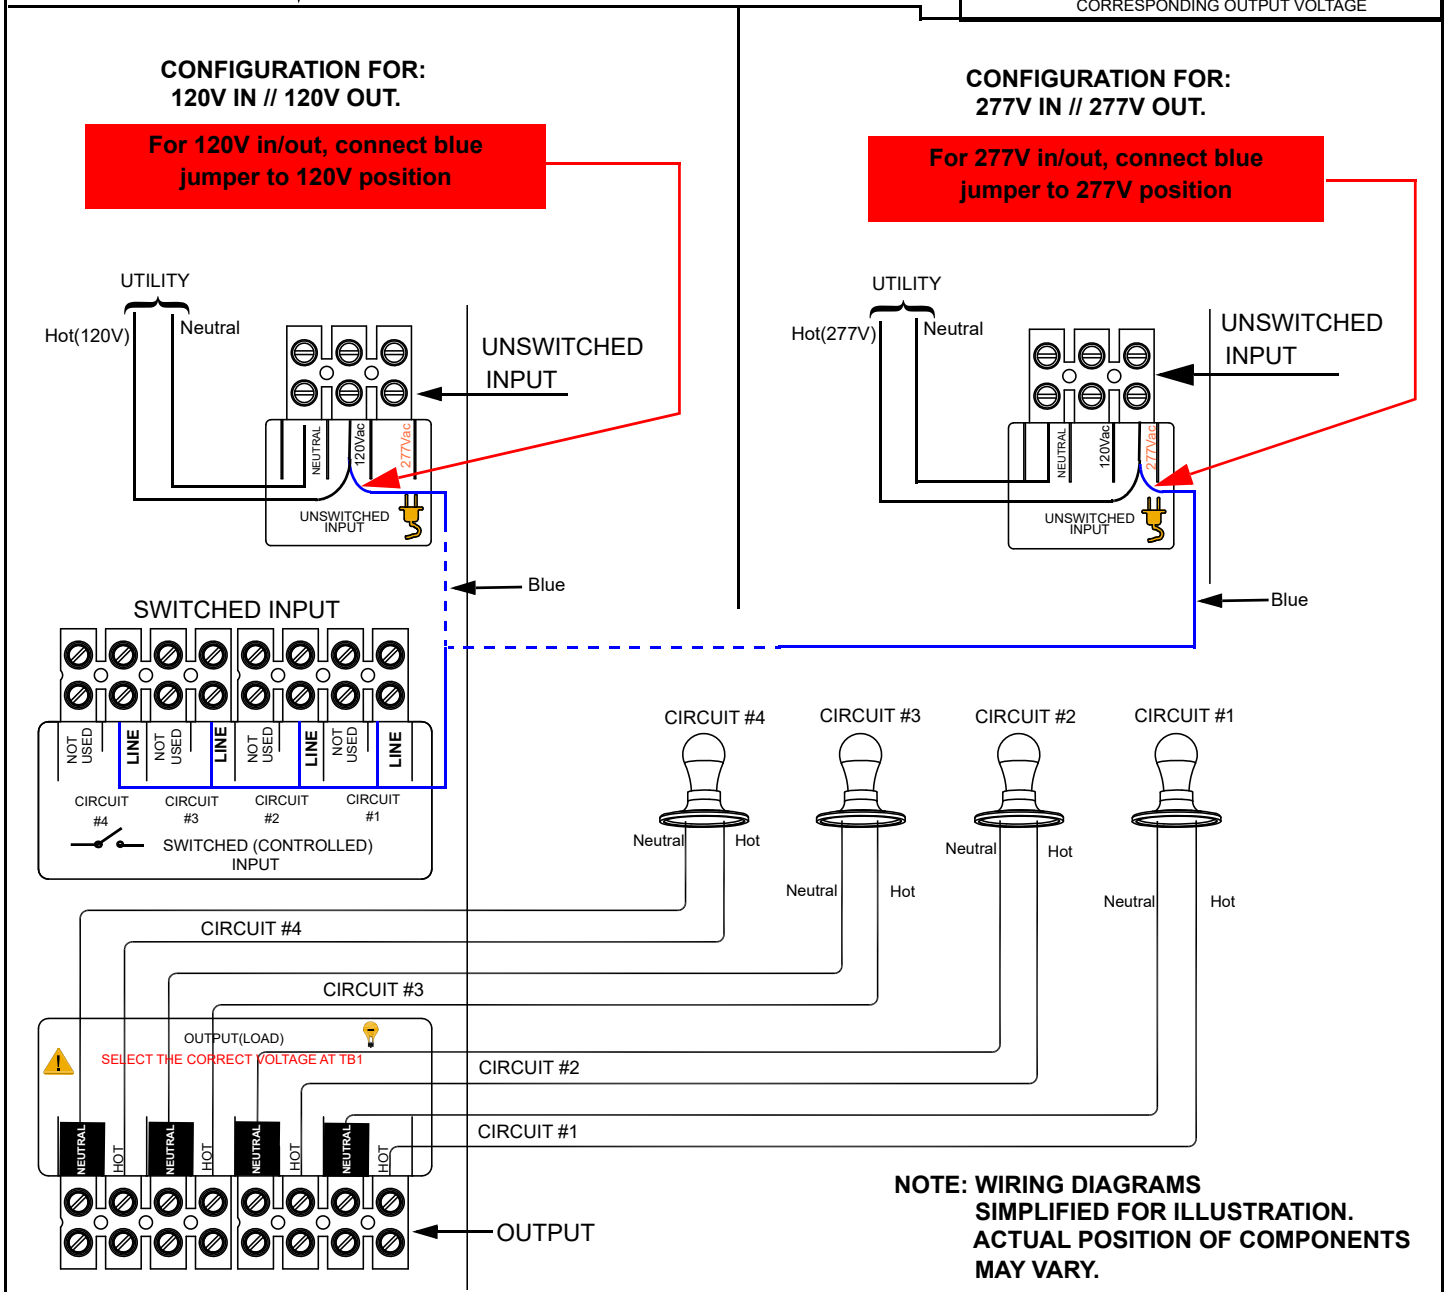 CORRESPONDING OUTPUT VOLTAGE
CONFIGURATION FOR:
120V IN // 120V OUT.
For 120V in/out, connect blue
jumper to 120V position
CONFIGURATION FOR:
277V IN // 277V OUT.
For 277V in/out, connect blue
jumper to 277V position
UTILITY
Hot(120V)
Neutral
UNSWITCHED
INPUT
NEUTRAL
120Vac
277Vac
UNSWITCHED
INPUT
Blue
UTILITY
Hot(277V)
Neutral
UNSWITCHED
INPUT
NEUTRAL
120Vac
277Vac
UNSWITCHED
INPUT
Blue
SWITCHED INPUT
NOT
USED
LINE
NOT
USED
LINE
NOT
USED
LINE
NOT
USED
LINE
CIRCUIT
#4
CIRCUIT
#3
CIRCUIT
#2
CIRCUIT
#1
SWITCHED (CONTROLLED)
INPUT
CIRCUIT #4
CIRCUIT #3
CIRCUIT #2
CIRCUIT #1
Neutral
Hot
Neutral
Hot
Neutral
Hot
Neutral
Hot
CIRCUIT #4
CIRCUIT #3
CIRCUIT #2
CIRCUIT #1
OUTPUT(LOAD)
SELECT THE CORRECT VOLTAGE AT TB1
NEUTRAL
HOT
NEUTRAL
HOT
NEUTRAL
HOT
NEUTRAL
HOT
OUTPUT
NOTE: WIRING DIAGRAMS
SIMPLIFIED FOR ILLUSTRATION.
ACTUAL POSITION OF COMPONENTS
MAY VARY.